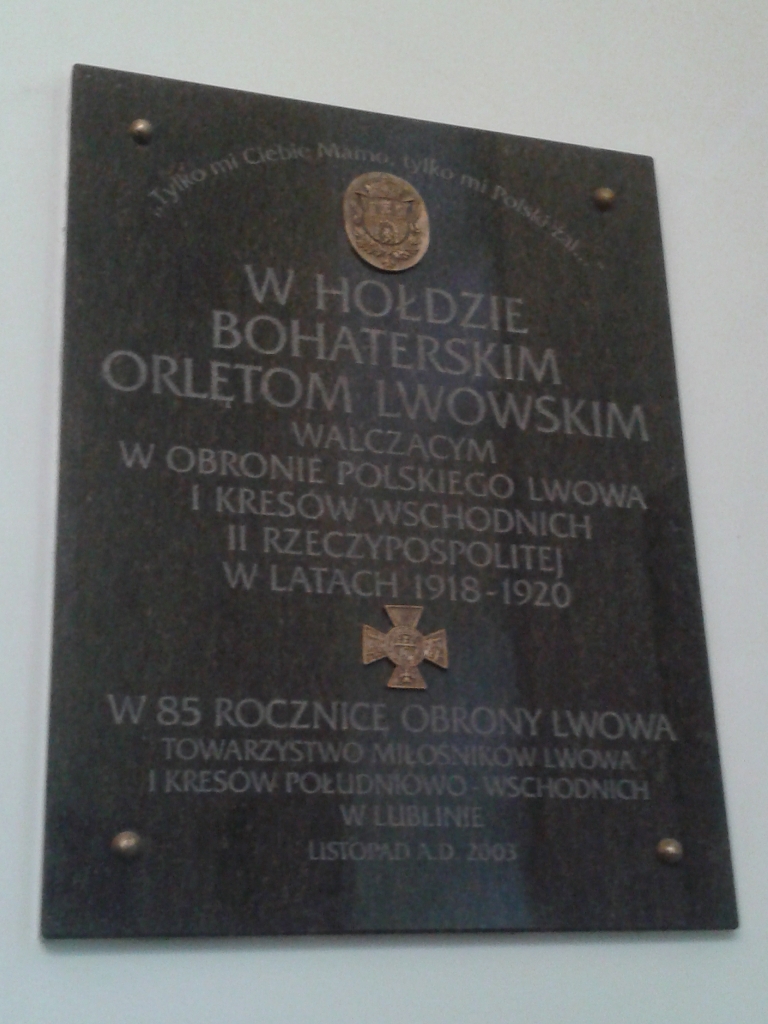 „Tylko mi Ciebie Mamo, tylko mi Polski żal..."
W HOŁDZIE
BOHATERSKIM
ORLĘTOM LWOWSKIM
WALCZĄCYM
W OBRONIE POLSKIEGO LWOWA
I KRESÓW WSCHODNICH
II RZECZYPOSPOLITEJ
W LATACH 1918-1920
W 85 ROCZNICĘ OBRONY LWOWA
TOWARZYSTWO MIŁOŚNIKÓW LWOWA
I KRESÓW POŁUDNIOWO-WSCHODNICH
W LUBLINIE
LISTOPAD A.D. 2003